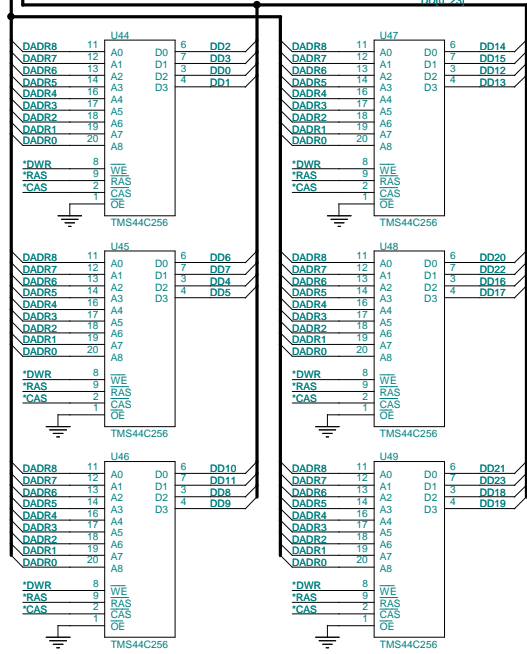 DD(0..23)
U44
DADR8 11 A0 D0 6 DD2
DADR7 12 A1 D1 7 DD3
DADR6 13 A2 D2 3 DD0
DADR5 14 A3 D3 4 DD1
DADR4 16 A4
DADR3 17 A5
DADR2 18 A6
DADR1 19 A7
DADR0 20 A8
*DWR 8 WE
*RAS 9 RAS
*CAS 2 CAS
1 OE
TMS44C256
U47
DADR8 11 A0 D0 6 DD14
DADR7 12 A1 D1 7 DD15
DADR6 13 A2 D2 3 DD12
DADR5 14 A3 D3 4 DD13
DADR4 16 A4
DADR3 17 A5
DADR2 18 A6
DADR1 19 A7
DADR0 20 A8
*DWR 8 WE
*RAS 9 RAS
*CAS 2 CAS
1 OE
TMS44C256
U45
DADR8 11 A0 D0 6 DD6
DADR7 12 A1 D1 7 DD7
DADR6 13 A2 D2 3 DD4
DADR5 14 A3 D3 4 DD5
DADR4 16 A4
DADR3 17 A5
DADR2 18 A6
DADR1 19 A7
DADR0 20 A8
*DWR 8 WE
*RAS 9 RAS
*CAS 2 CAS
1 OE
TMS44C256
U48
DADR8 11 A0 D0 6 DD20
DADR7 12 A1 D1 7 DD22
DADR6 13 A2 D2 3 DD16
DADR5 14 A3 D3 4 DD17
DADR4 16 A4
DADR3 17 A5
DADR2 18 A6
DADR1 19 A7
DADR0 20 A8
*DWR 8 WE
*RAS 9 RAS
*CAS 2 CAS
1 OE
TMS44C256
U46
DADR8 11 A0 D0 6 DD10
DADR7 12 A1 D1 7 DD11
DADR6 13 A2 D2 3 DD8
DADR5 14 A3 D3 4 DD9
DADR4 16 A4
DADR3 17 A5
DADR2 18 A6
DADR1 19 A7
DADR0 20 A8
*DWR 8 WE
*RAS 9 RAS
*CAS 2 CAS
1 OE
TMS44C256
U49
DADR8 11 A0 D0 6 DD21
DADR7 12 A1 D1 7 DD23
DADR6 13 A2 D2 3 DD18
DADR5 14 A3 D3 4 DD19
DADR4 16 A4
DADR3 17 A5
DADR2 18 A6
DADR1 19 A7
DADR0 20 A8
*DWR 8 WE
*RAS 9 RAS
*CAS 2 CAS
1 OE
TMS44C256